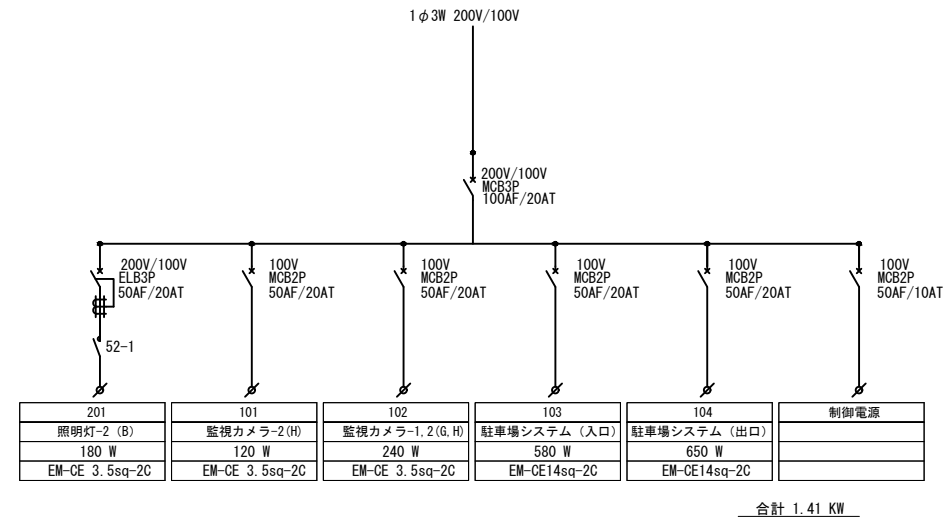 1φ3W 200V/100V
200V/100V
MCB3P
100AF/20AT
200V/100V
ELB3P
50AF/20AT
52-1
100V
MCB2P
50AF/20AT
100V
MCB2P
50AF/20AT
100V
MCB2P
50AF/20AT
100V
MCB2P
50AF/20AT
100V
MCB2P
50AF/10AT
201
照明灯-2 (B)
180 W
EM-CE 3.5sq-2C
101
監視カメラ-2(H)
120 W
EM-CE 3.5sq-2C
102
監視カメラ-1,2(G,H)
240 W
EM-CE 3.5sq-2C
103
駐車場システム (入口)
580 W
EM-CE14sq-2C
104
駐車場システム (出口)
650 W
EM-CE14sq-2C
制御電源
合計 1.41 KW